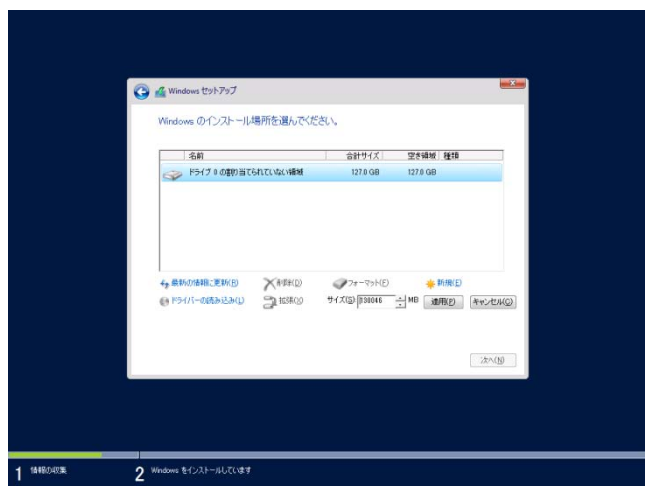 Windows セットアップ
Windows のインストール場所を選んでください。
名前 合計サイズ 空き領域 種類
ドライブ 0 の割り当てられていない領域 127.0 GB 127.0 GB
最新の情報に更新(R) 削除(D) フォーマット(F) 新規(E)
ドライバーの読み込み(L) 拡張(X) サイズ(S) MB 適用(P) キャンセル(C)
次へ(N)
1 情報の収集 2 Windows をインストールしています